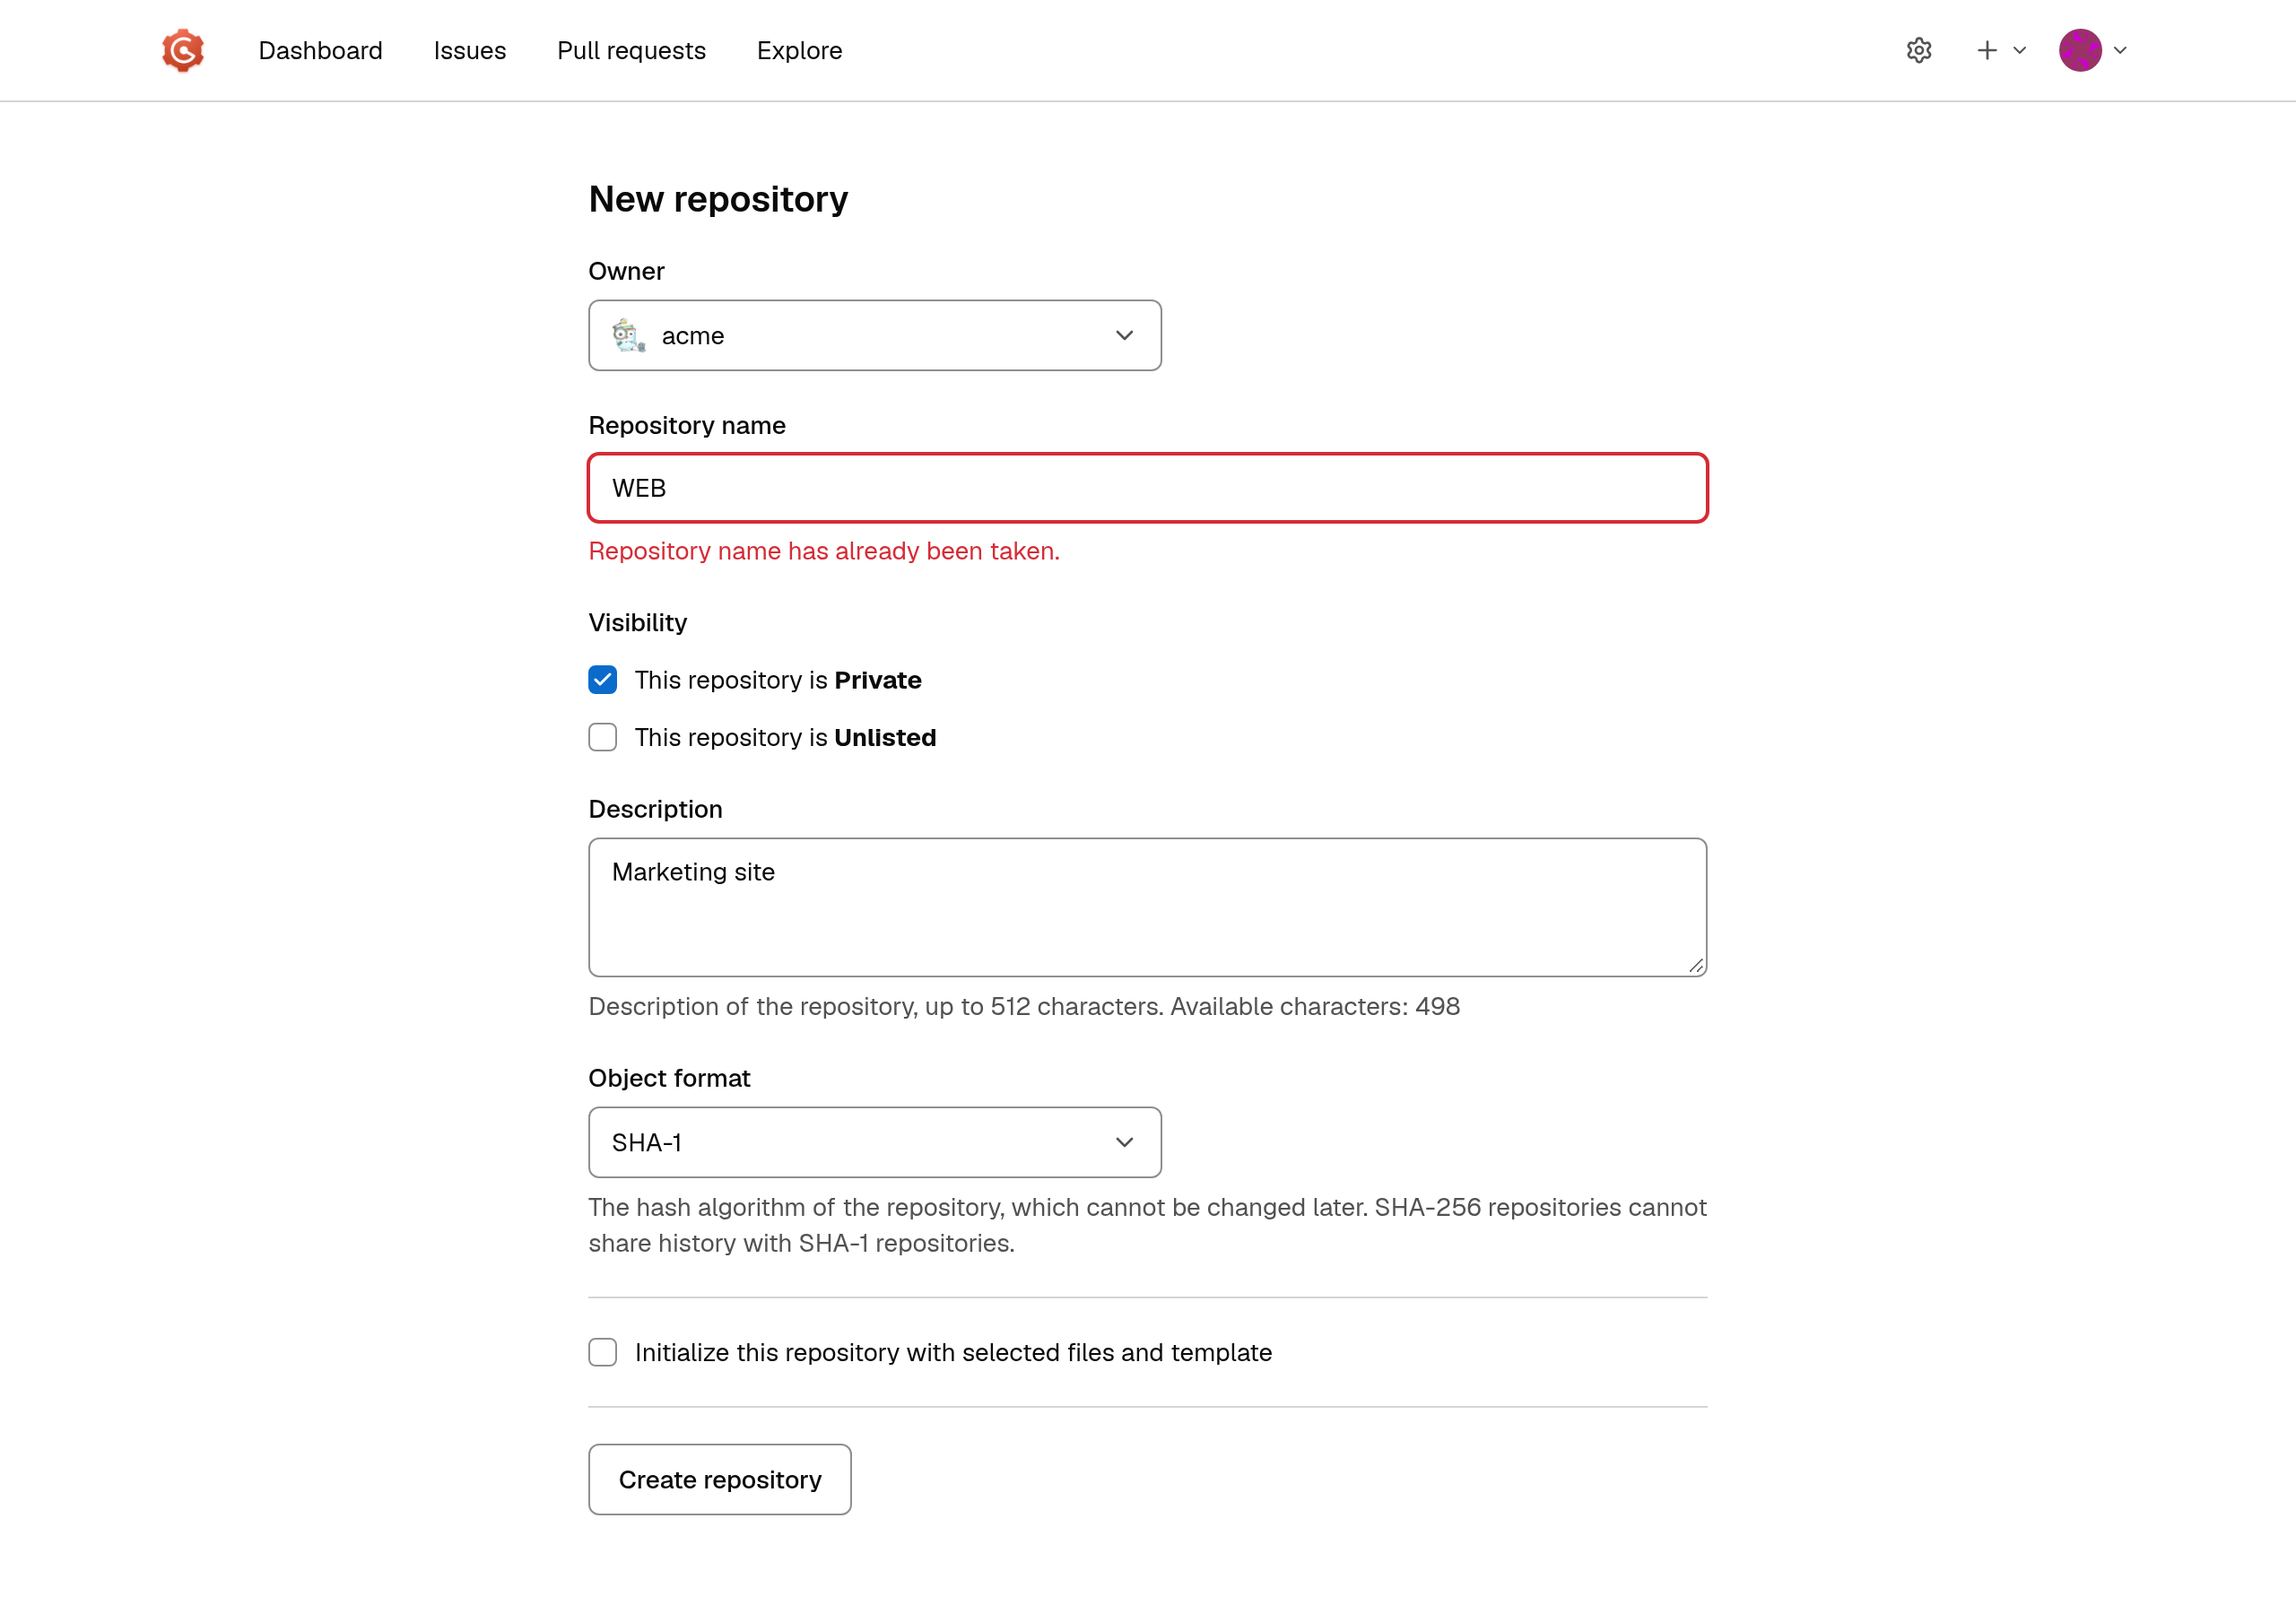 Dashboard Issues Pull requests Explore
New repository
Owner
acme
Repository name
WEB
Repository name has already been taken.
Visibility
This repository is Private
This repository is Unlisted
Description
Marketing site
Description of the repository, up to 512 characters. Available characters: 498
Object format
SHA-1
The hash algorithm of the repository, which cannot be changed later. SHA-256 repositories cannot
share history with SHA-1 repositories.
Initialize this repository with selected files and template
Create repository